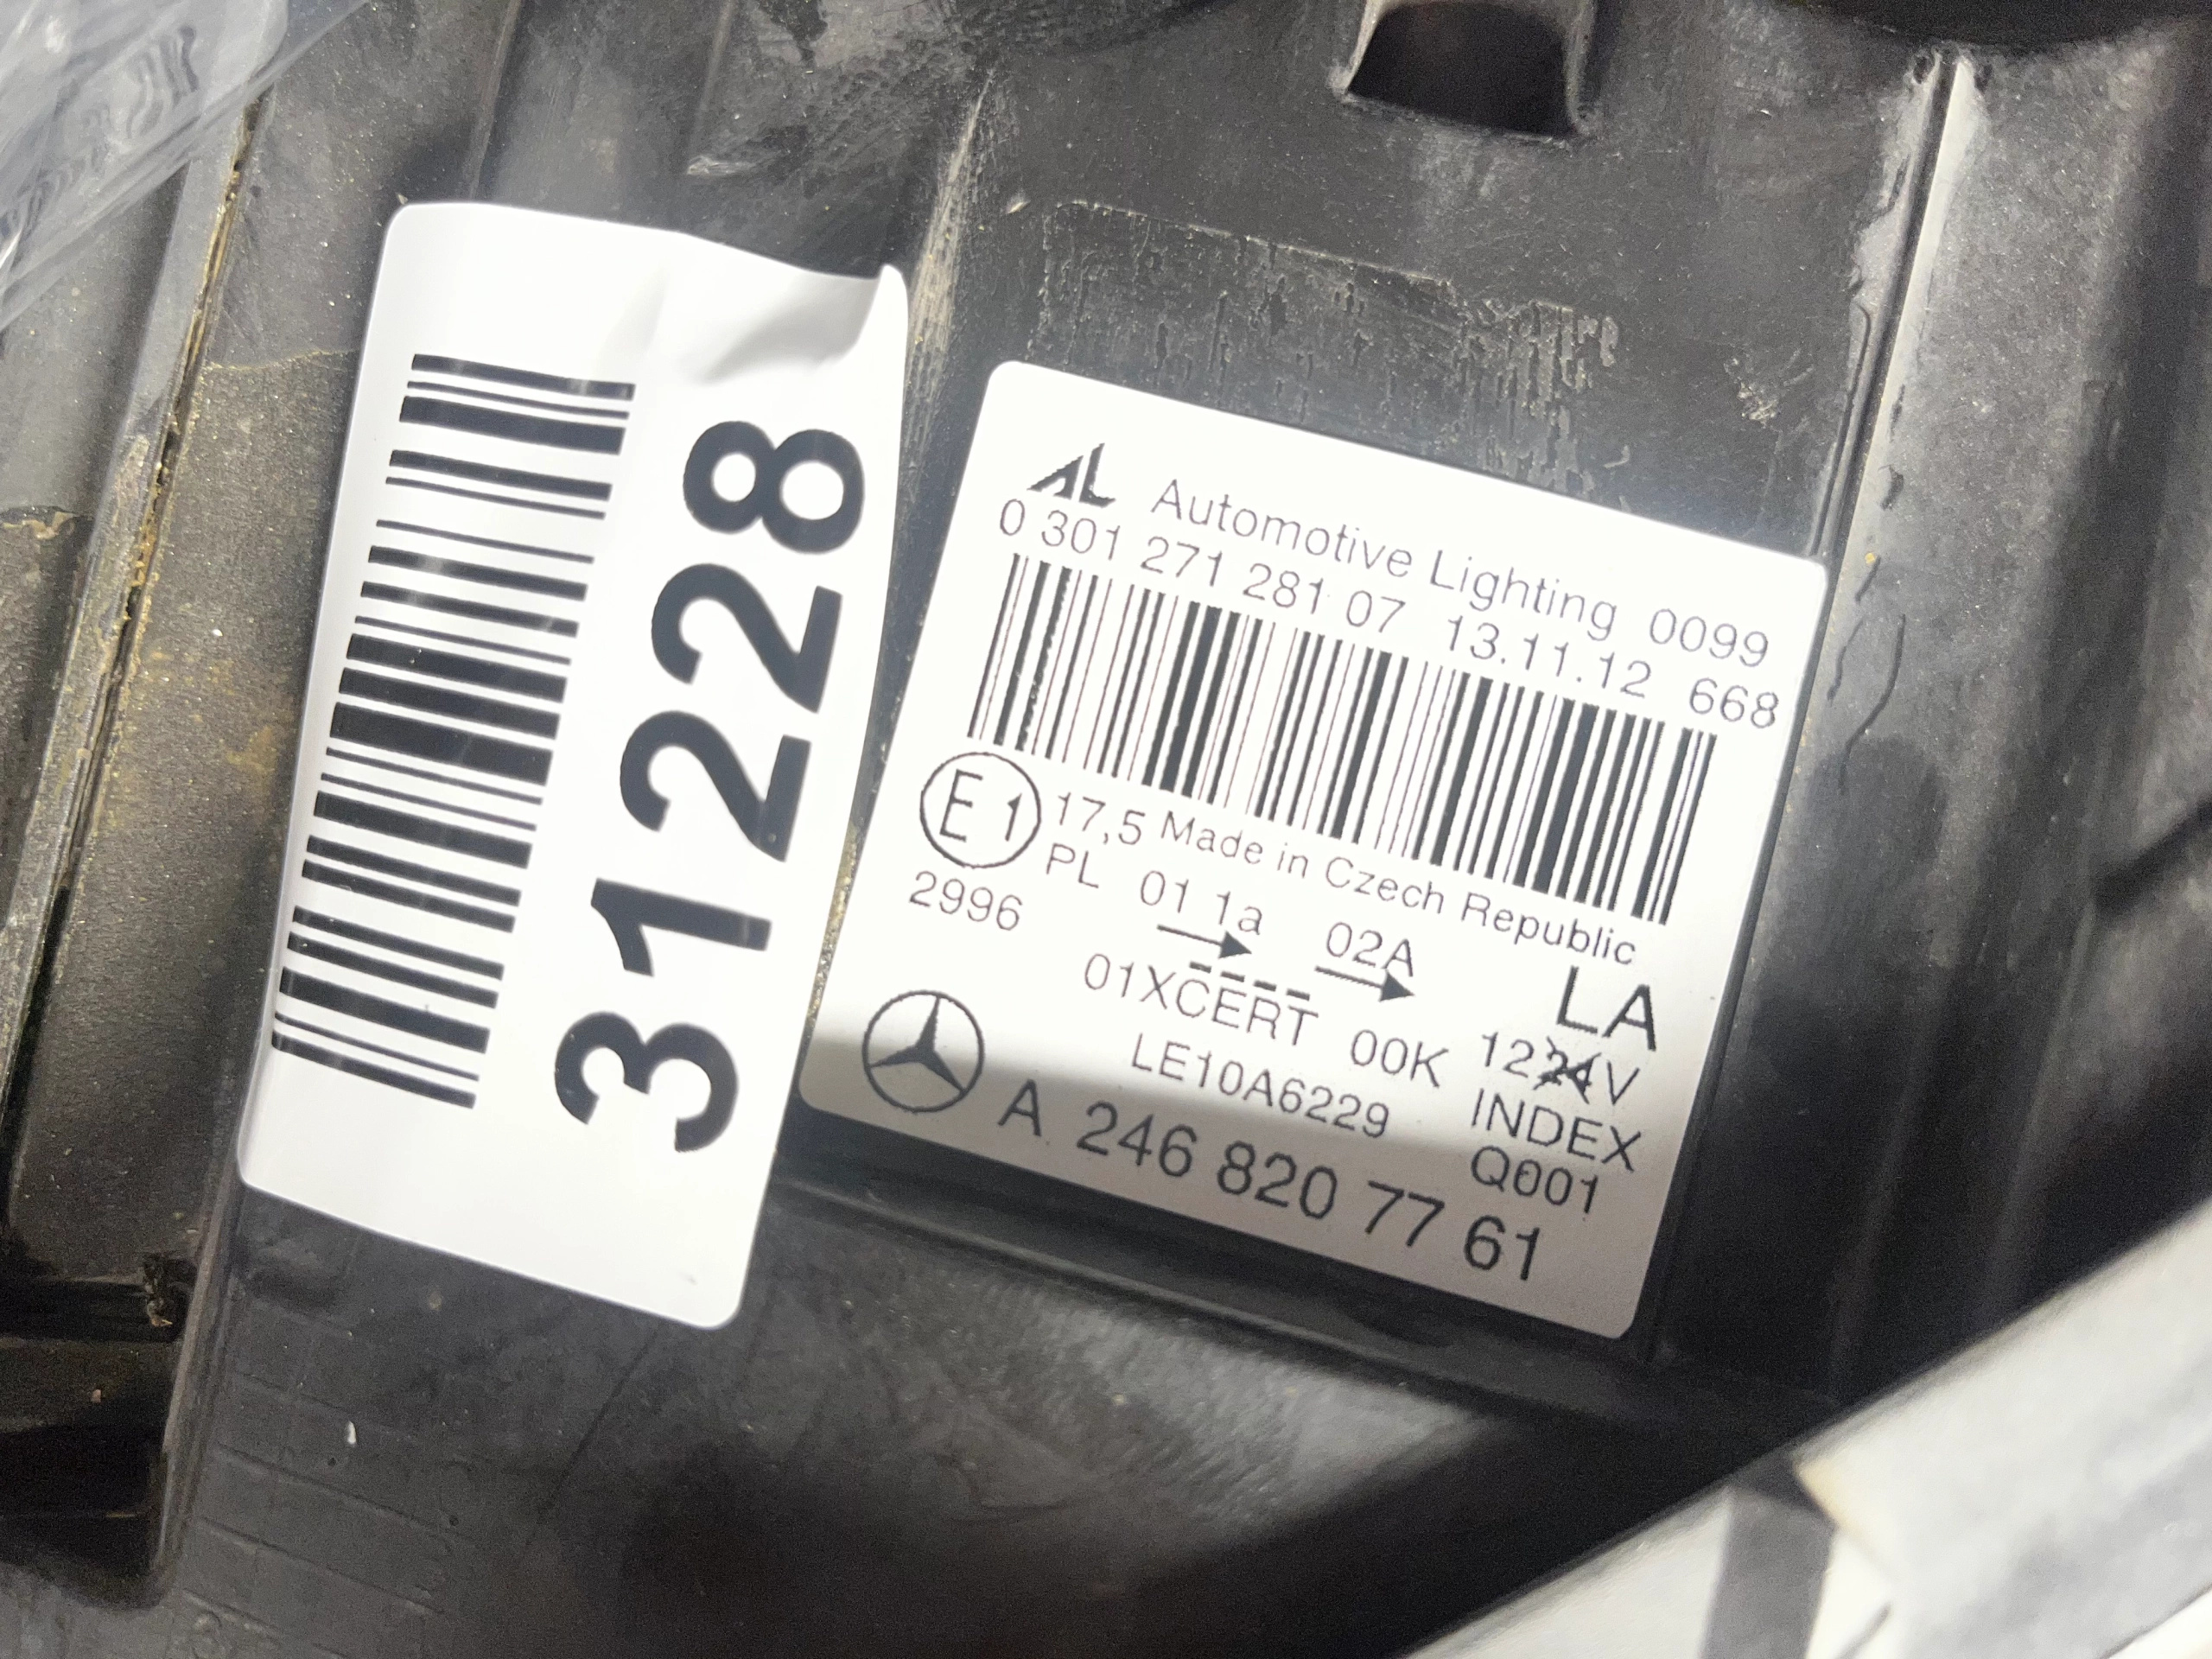 31228
AL Automotive Lighting 0099
0 301 271 281 07 13.11.12 668
E1 17,5 Made in Czech Republic
PL 01 1a 02A LA
2996 01XCERT 00K 1224V
LE10A6229 INDEX
Q001
A 246 820 77 61